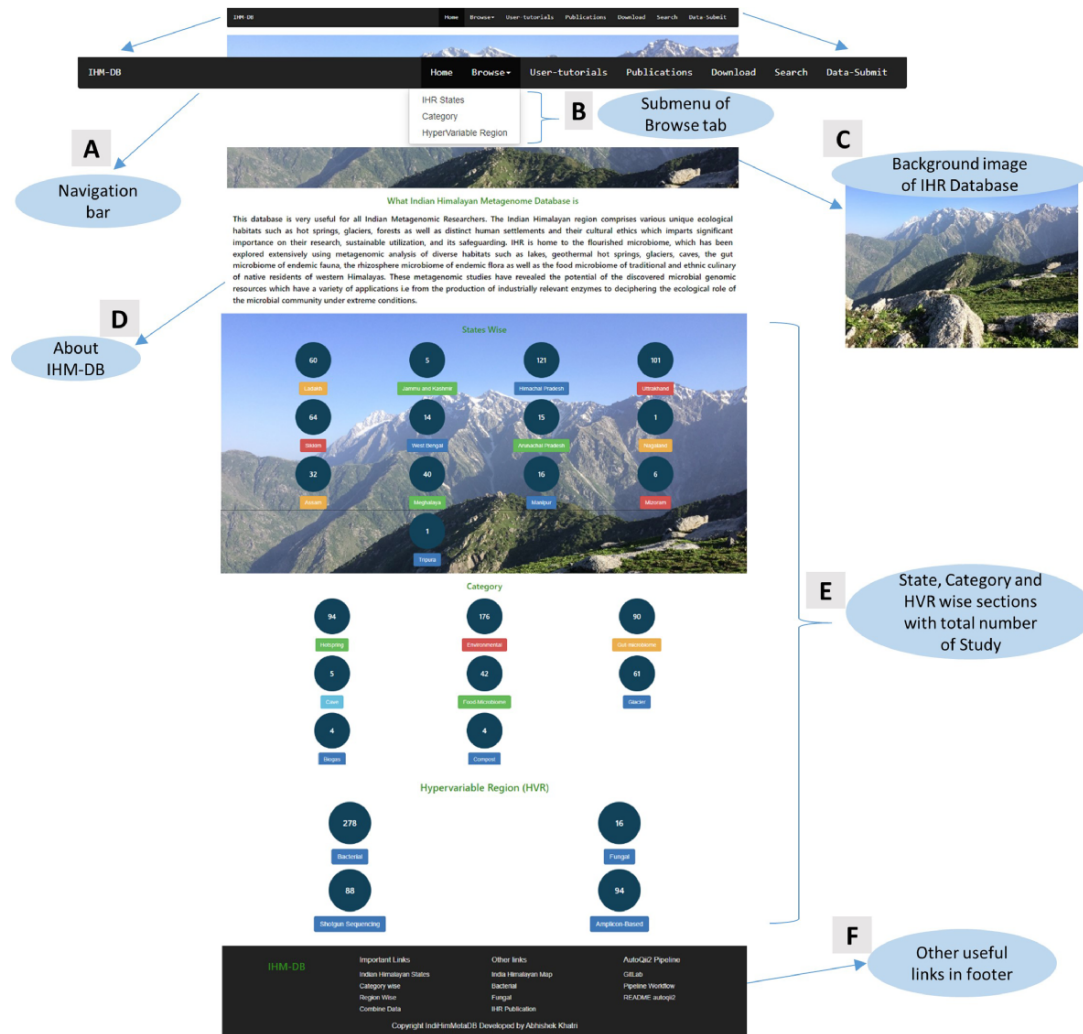 IHM-DB Home Browse User-tutorials Publications Download Search Data-Submit
IHM-DB Home Browse User-tutorials Publications Download Search Data-Submit
IHR States
Category
HyperVariable Region
B
Submenu of
Browse tab
A
Navigation
bar
C
Background image
of IHR Database
What Indian Himalayan Metagenome Database is
This database is very useful for all Indian Metagenomic Researchers. The Indian Himalayan region comprises various unique ecological
habitats such as hot springs, glaciers, forests as well as distinct human settlements and their cultural ethics which imparts significant
importance on their research, sustainable utilization, and its safeguarding. IHR is home to the flourished microbiome, which has been
explored extensively using metagenomic analysis of diverse habitats such as lakes, geothermal hot springs, glaciers, caves, the gut
microbiome of endemic fauna, the rhizosphere microbiome of endemic flora as well as the food microbiome of traditional and ethnic culinary
of native residents of western Himalayas. These metagenomic studies have revealed the potential of the discovered microbial genomic
resources which have a variety of applications i.e from the production of industrially relevant enzymes to deciphering the ecological role of
the microbial community under extreme conditions.
D
About
IHM-DB
States Wise
60 5 121 101
Ladakh Jammu and Kashmir Himachal Pradesh Uttrakhand
64 14 15 1
Sikkim West Bengal Arunachal Pradesh Nagaland
32 40 16 6
Assam Meghalaya Manipur Mizoram
1
Tripura
E
State, Category and
HVR wise sections
with total number
of Study
Category
94 176 90
Hotspring Environmental Gut Microbiome
5 42 61
Cave Food Microbiome Glacier
4 4
Biogas Compost
Hypervariable Region (HVR)
278 16
Bacterial Fungal
88 94
Shotgun Sequencing Amplicon-Based
F
Other useful
links in footer
IHM-DB
Important Links Other links AutoQii2 Pipeline
Indian Himalayan States India Himalayan Map GitLab
Category wise Bacterial Pipeline Workflow
Region Wise Fungal README autoqii2
Combine Data IHR Publication
Copyright IndiHimMetaDB Developed by Abhishek Khatri